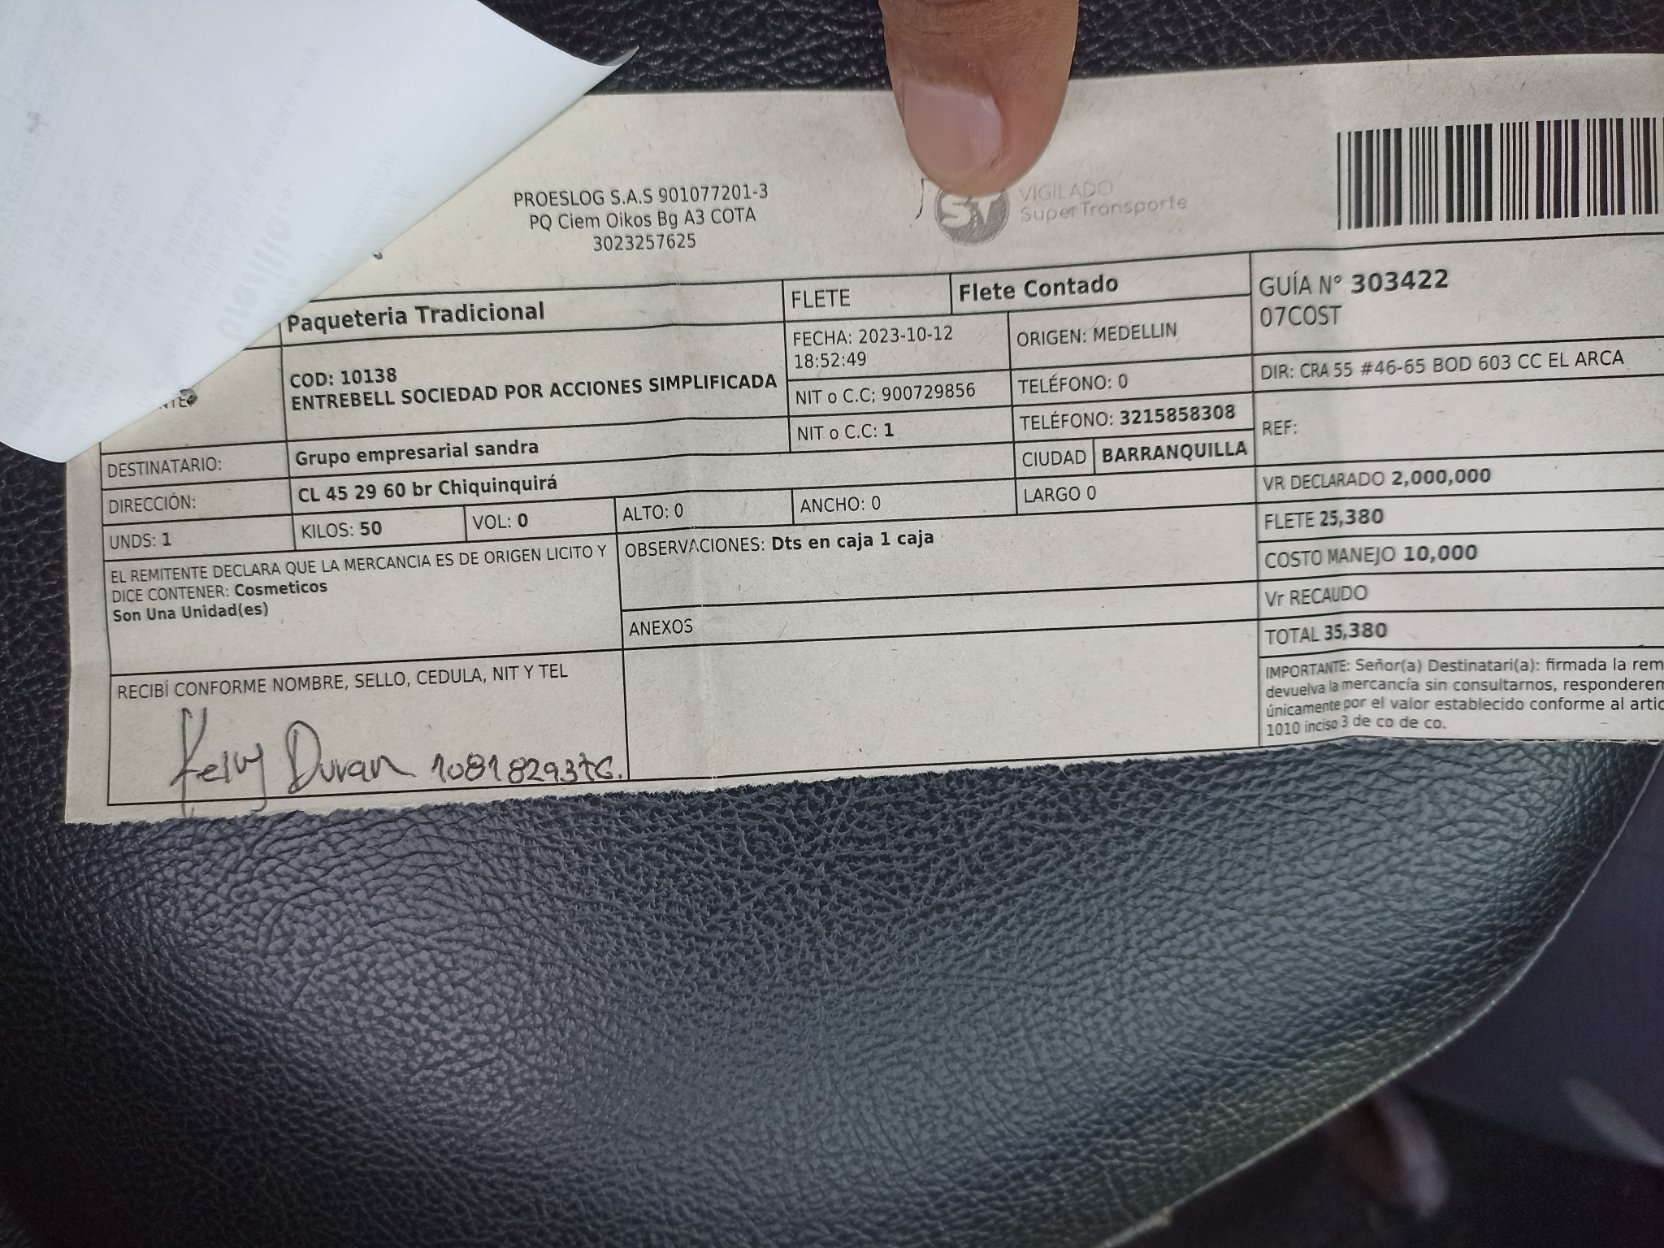 PROESLOG S.A.S 901077201-3
PQ Ciem Oikos Bg A3 COTA
3023257625
VIGILADO
SuperTransporte
Paqueteria Tradicional
FLETE
Flete Contado
GUÍA Nº 303422
07COST
COD: 10138
ENTREBELL SOCIEDAD POR ACCIONES SIMPLIFICADA
FECHA: 2023-10-12
18:52:49
ORIGEN: MEDELLIN
NIT o C.C; 900729856
TELÉFONO: 0
DIR: CRA 55 #46-65 BOD 603 CC EL ARCA
DESTINATARIO:
Grupo empresarial sandra
NIT o C.C: 1
TELÉFONO: 3215858308
REF:
DIRECCIÓN:
CL 45 29 60 br Chiquinquirá
CIUDAD
BARRANQUILLA
UNDS: 1
KILOS: 50
VOL: 0
ALTO: 0
ANCHO: 0
LARGO 0
VR DECLARADO 2,000,000
FLETE 25,380
COSTO MANEJO 10,000
Vr RECAUDO
TOTAL 35,380
EL REMITENTE DECLARA QUE LA MERCANCIA ES DE ORIGEN LICITO Y
DICE CONTENER: Cosmeticos
Son Una Unidad(es)
OBSERVACIONES: Dts en caja 1 caja
ANEXOS
IMPORTANTE: Señor(a) Destinatari(a): firmada la rem
devuelva la mercancía sin consultarnos, responderem
únicamente por el valor establecido conforme al artic
1010 inciso 3 de co de co.
RECIBÍ CONFORME NOMBRE, SELLO, CEDULA, NIT Y TEL
Kelly Duran